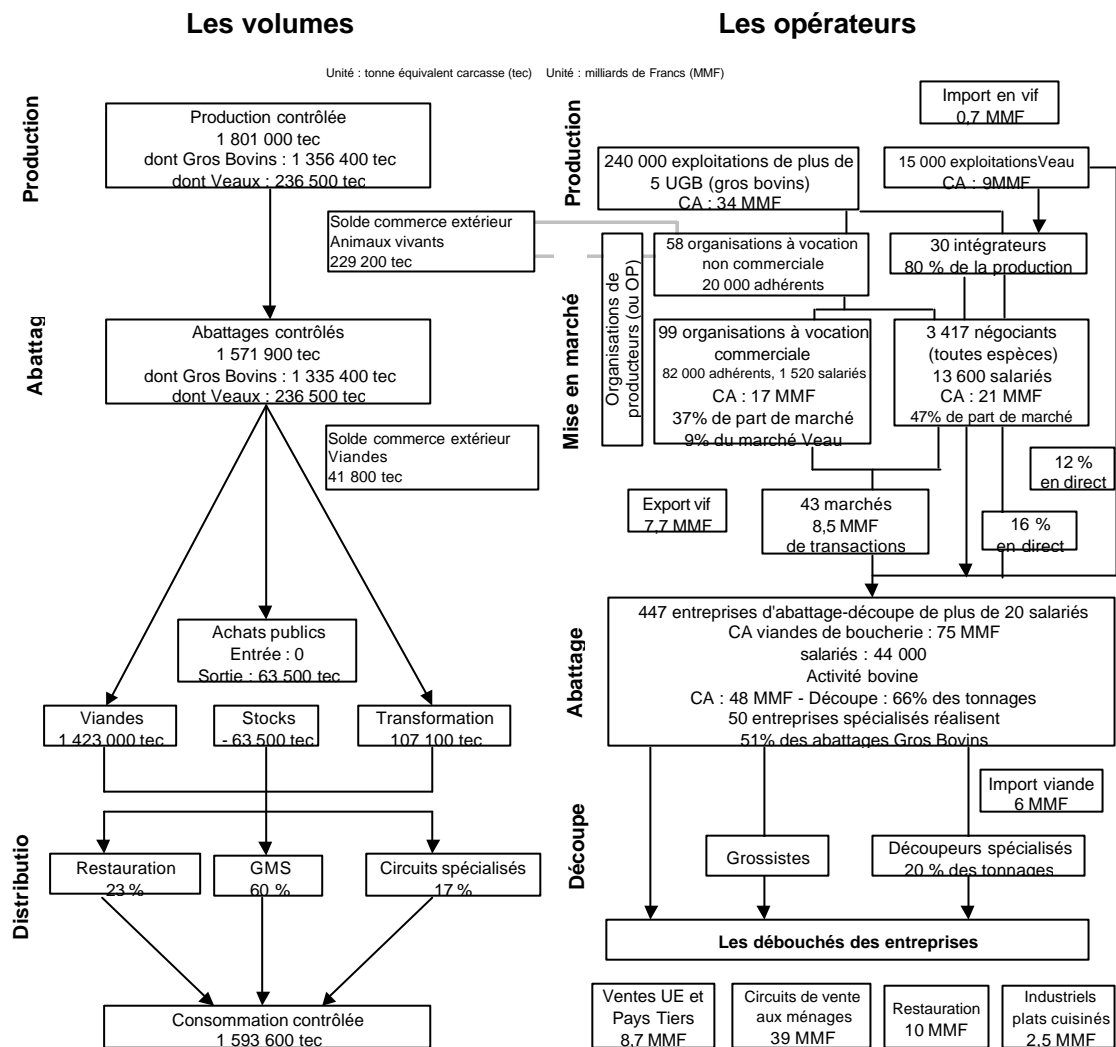 Les volumes
Les opérateurs
Unité : tonne équivalent carcasse (tec)
Unité : milliards de Francs (MMF)
Production
Production contrôlée
1 801 000 tec
dont Gros Bovins : 1 356 400 tec
dont Veaux : 236 500 tec
Solde commerce extérieur
Animaux vivants
229 200 tec
Abattag
Abattages contrôlés
1 571 900 tec
dont Gros Bovins : 1 335 400 tec
dont Veaux : 236 500 tec
Solde commerce extérieur
Viandes
41 800 tec
Achats publics
Entrée : 0
Sortie : 63 500 tec
Viandes
1 423 000 tec
Stocks
- 63 500 tec
Transformation
107 100 tec
Distributio
Restauration
23 %
GMS
60 %
Circuits spécialisés
17 %
Consommation contrôlée
1 593 600 tec
Production
Import en vif
0,7 MMF
240 000 exploitations de plus de
5 UGB (gros bovins)
CA : 34 MMF
15 000 exploitationsVeau
CA : 9MMF
Mise en marché
Organisations de
producteurs (ou OP)
58 organisations à vocation
non commerciale
20 000 adhérents
30 intégrateurs
80 % de la production
99 organisations à vocation
commerciale
82 000 adhérents, 1 520 salariés
CA : 17 MMF
37% de part de marché
9% du marché Veau
3 417 négociants
(toutes espèces)
13 600 salariés
CA : 21 MMF
47% de part de marché
12 %
en direct
Export vif
7,7 MMF
43 marchés
8,5 MMF
de transactions
16 %
en direct
Abattage
447 entreprises d'abattage-découpe de plus de 20 salariés
CA viandes de boucherie : 75 MMF
salariés : 44 000
Activité bovine
CA : 48 MMF - Découpe : 66% des tonnages
50 entreprises spécialisés réalisent
51% des abattages Gros Bovins
Import viande
6 MMF
Découpe
Grossistes
Découpeurs spécialisés
20 % des tonnages
Les débouchés des entreprises
Ventes UE et
Pays Tiers
8,7 MMF
Circuits de vente
aux ménages
39 MMF
Restauration
10 MMF
Industriels
plats cuisinés
2,5 MMF